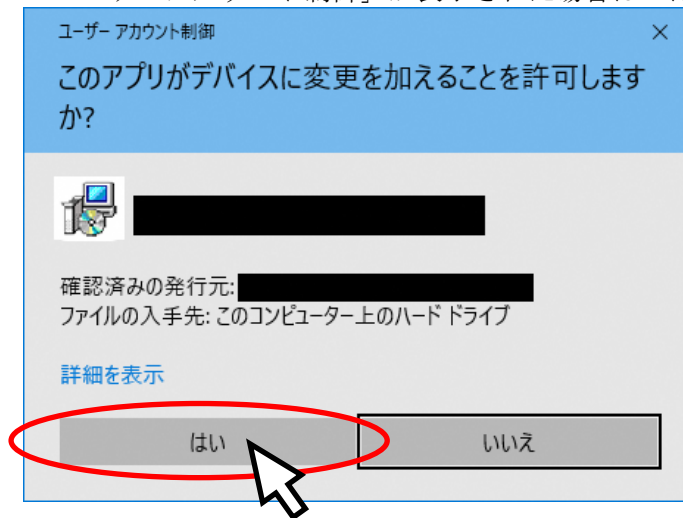 ユーザー アカウント制御
このアプリがデバイスに変更を加えることを許可します
か?
確認済みの発行元:
ファイルの入手先: このコンピューター上のハード ドライブ
詳細を表示
はい
いいえ